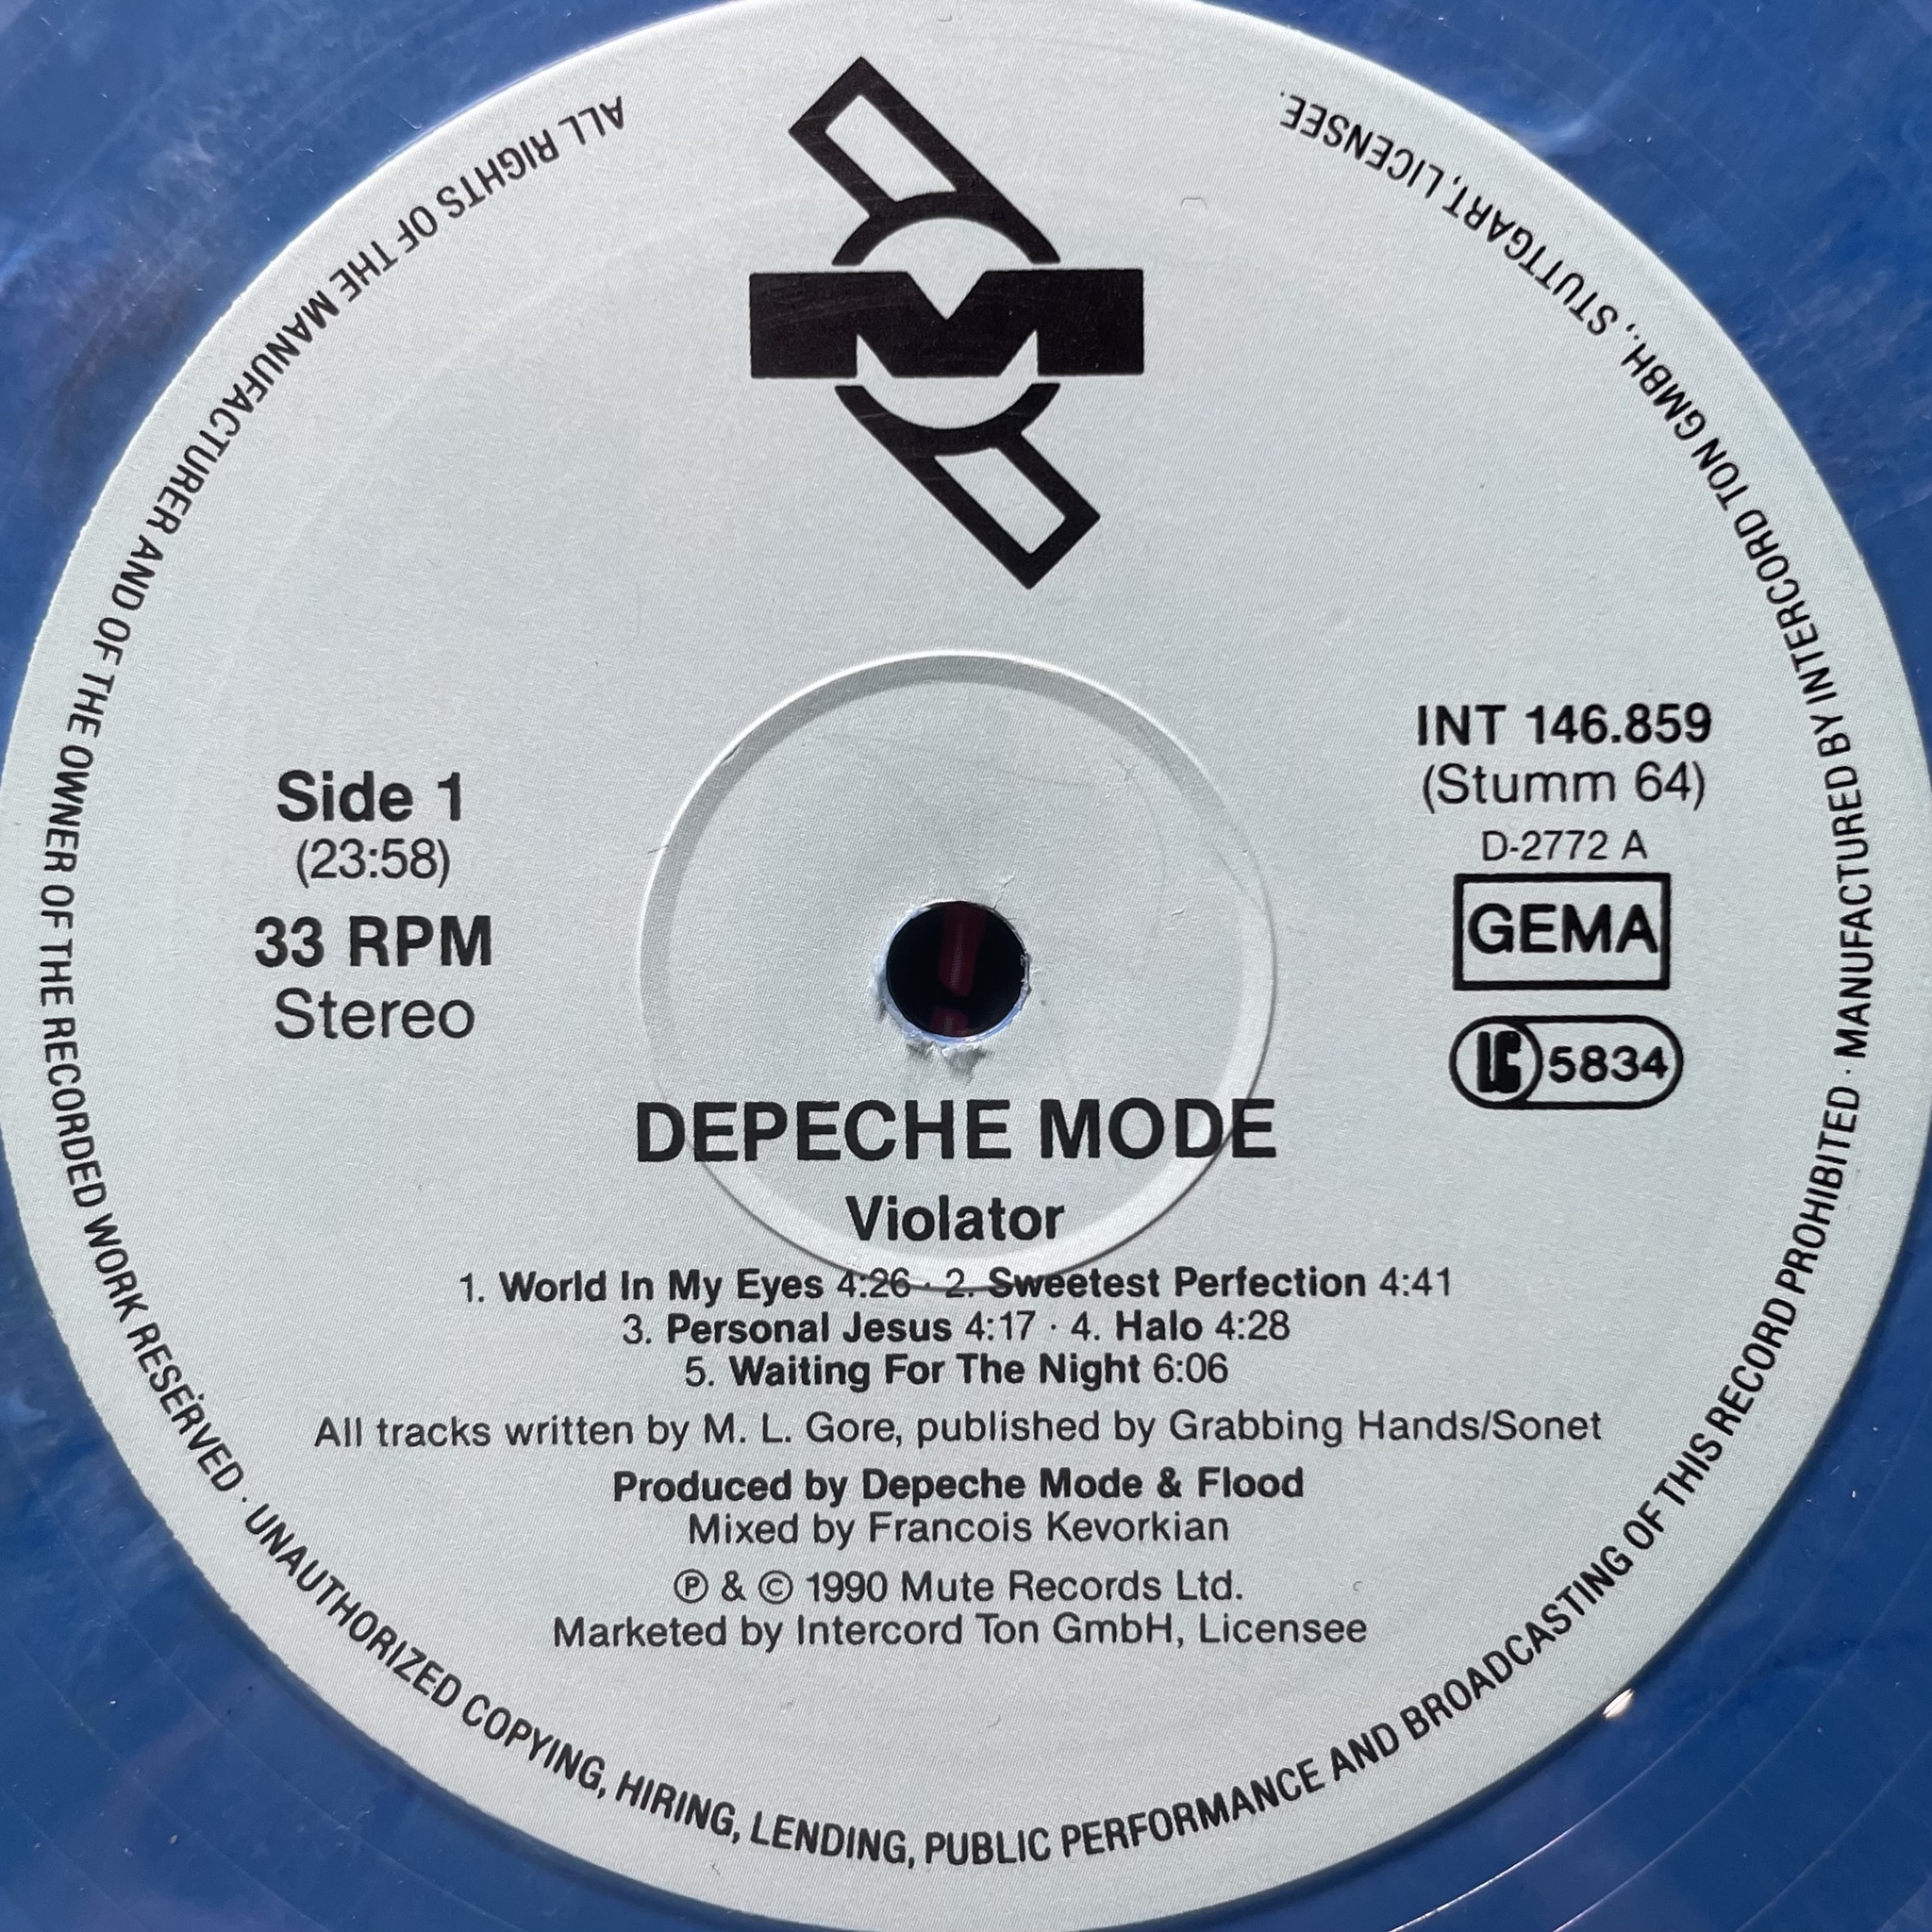 M
Side 1
(23:58)
33 RPM
Stereo
INT 146.859
(Stumm 64)
D-2772 A
GEMA
LC 5834
DEPECHE MODE
Violator
1. World In My Eyes 4:26 · 2. Sweetest Perfection 4:41
3. Personal Jesus 4:17 · 4. Halo 4:28
5. Waiting For The Night 6:06
All tracks written by M. L. Gore, published by Grabbing Hands/Sonet
Produced by Depeche Mode & Flood
Mixed by Francois Kevorkian
Ⓟ & © 1990 Mute Records Ltd.
Marketed by Intercord Ton GmbH, Licensee
ALL RIGHTS OF THE MANUFACTURER AND OF THE OWNER OF THE RECORDED WORK RESERVED · UNAUTHORIZED COPYING, HIRING, LENDING, PUBLIC PERFORMANCE AND BROADCASTING OF THIS RECORD PROHIBITED · MANUFACTURED BY INTERCORD TON GMBH., STUTTGART, LICENSEE.